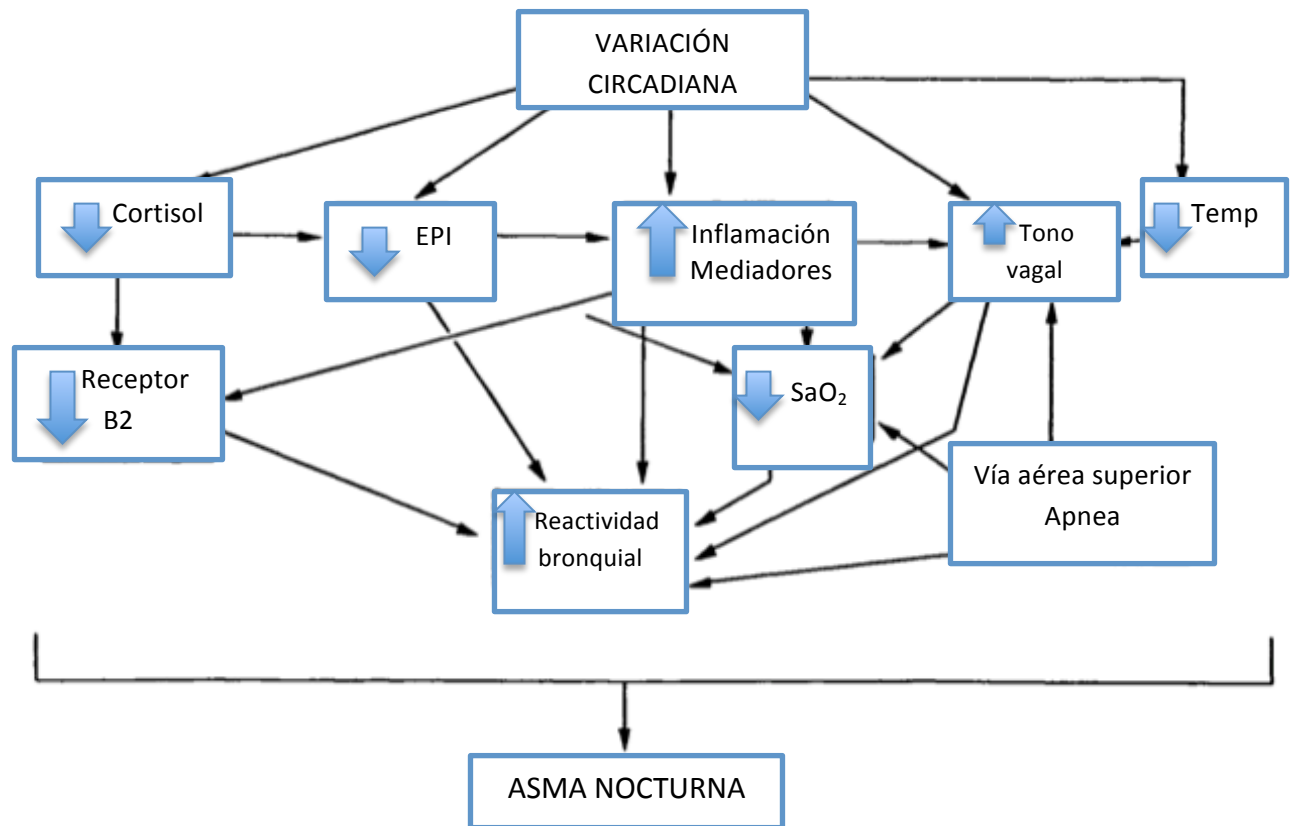 VARIACIÓN
CIRCADIANA
Cortisol
EPI
Inflamación
Mediadores
Tono
vagal
Temp
Receptor
B2
SaO₂
Reactividad
bronquial
Vía aérea superior
Apnea
ASMA NOCTURNA